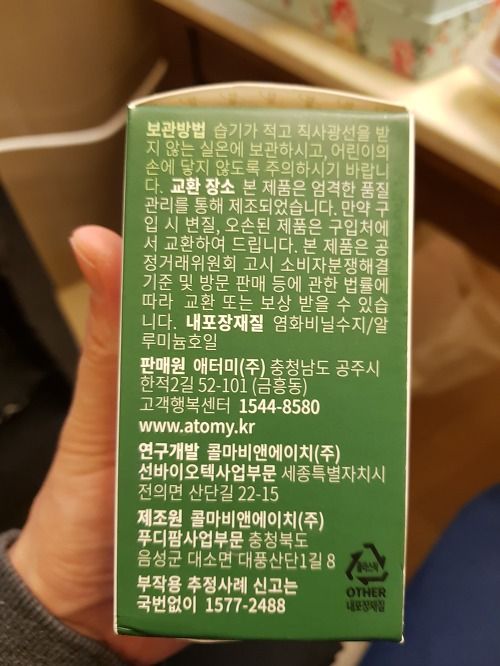 보관방법 습기가 적고 직사광선을 받
지 않는 실온에 보관하시고, 어린이의
손에 닿지 않도록 주의하시기 바랍니
다. 교환 장소 본 제품은 엄격한 품질
관리를 통해 제조되었습니다. 만약 구
입 시 변질, 오손된 제품은 구입처에
서 교환하여 드립니다. 본 제품은 공
정거래위원회 고시 소비자분쟁해결
기준 및 방문 판매 등에 관한 법률에
따라 교환 또는 보상 받을 수 있습
니다. 내포장재질 염화비닐수지/알
루미늄호일
판매원 애터미(주) 충청남도 공주시
한적2길 52-101 (금흥동)
고객행복센터 1544-8580
www.atomy.kr
연구개발 콜마비앤에이치(주)
선바이오텍사업부문 세종특별자치시
전의면 산단길 22-15
제조원 콜마비앤에이치(주)
푸디팜사업부문 충청북도
음성군 대소면 대풍산단1길 8
부작용 추정사례 신고는
국번없이 1577-2488
플라스틱
OTHER
내포장재질